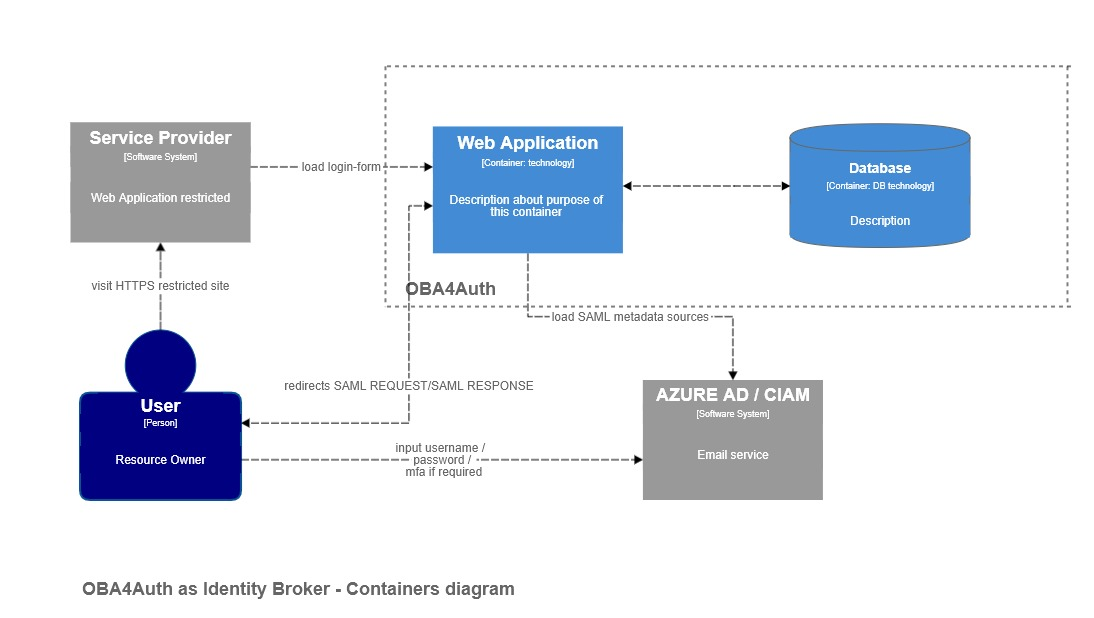 Service Provider
[Software System]
Web Application restricted
load login-form
Web Application
[Container: technology]
Description about purpose of
this container
Database
[Container: DB technology]
Description
OBA4Auth
visit HTTPS restricted site
load SAML metadata sources
redirects SAML REQUEST/SAML RESPONSE
User
[Person]
Resource Owner
input username /
password /
mfa if required
AZURE AD / CIAM
[Software System]
Email service
OBA4Auth as Identity Broker - Containers diagram